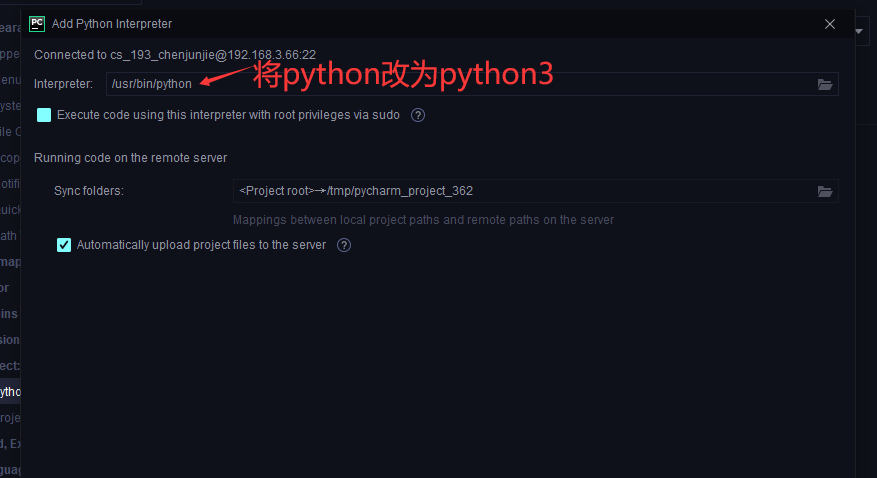 PC Add Python Interpreter
Connected to cs_193_chenjunjie@192.168.3.66:22
Interpreter: /usr/bin/python
将python改为python3
Execute code using this interpreter with root privileges via sudo ?
Running code on the remote server
Sync folders: <Project root>→/tmp/pycharm_project_362
Mappings between local project paths and remote paths on the server
Automatically upload project files to the server ?